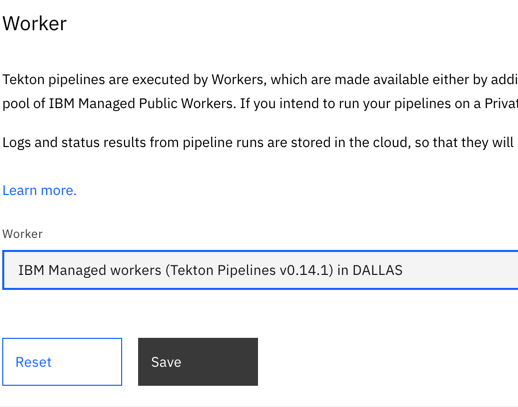 Worker
Tekton pipelines are executed by Workers, which are made available either by addi
pool of IBM Managed Public Workers. If you intend to run your pipelines on a Privat
Logs and status results from pipeline runs are stored in the cloud, so that they will
Learn more.
Worker
IBM Managed workers (Tekton Pipelines v0.14.1) in DALLAS
Reset
Save